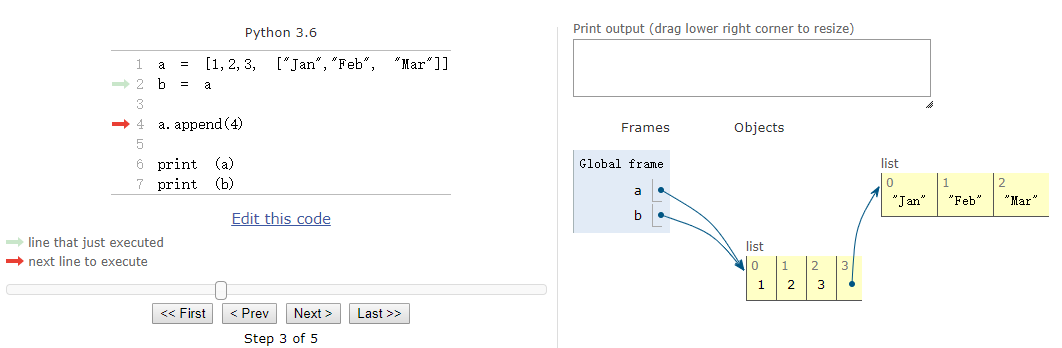 Python 3.6
1 a = [1,2,3, ["Jan","Feb", "Mar"]]
2 b = a
3
4 a.append(4)
5
6 print (a)
7 print (b)
Edit this code
line that just executed
next line to execute
<< First < Prev Next > Last >>
Step 3 of 5
Print output (drag lower right corner to resize)
Frames Objects
Global frame
a
b
list
0 1 2 3
1 2 3
list
0 1 2
"Jan" "Feb" "Mar"